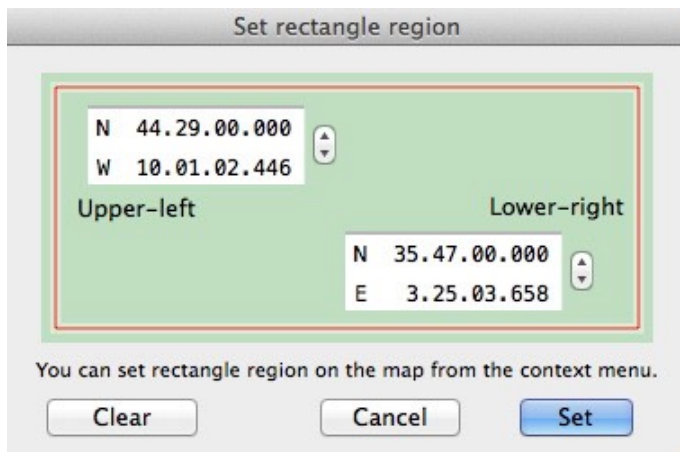 Set rectangle region
N 44.29.00.000
W 10.01.02.446
Upper-left
Lower-right
N 35.47.00.000
E 3.25.03.658
You can set rectangle region on the map from the context menu.
Clear
Cancel
Set